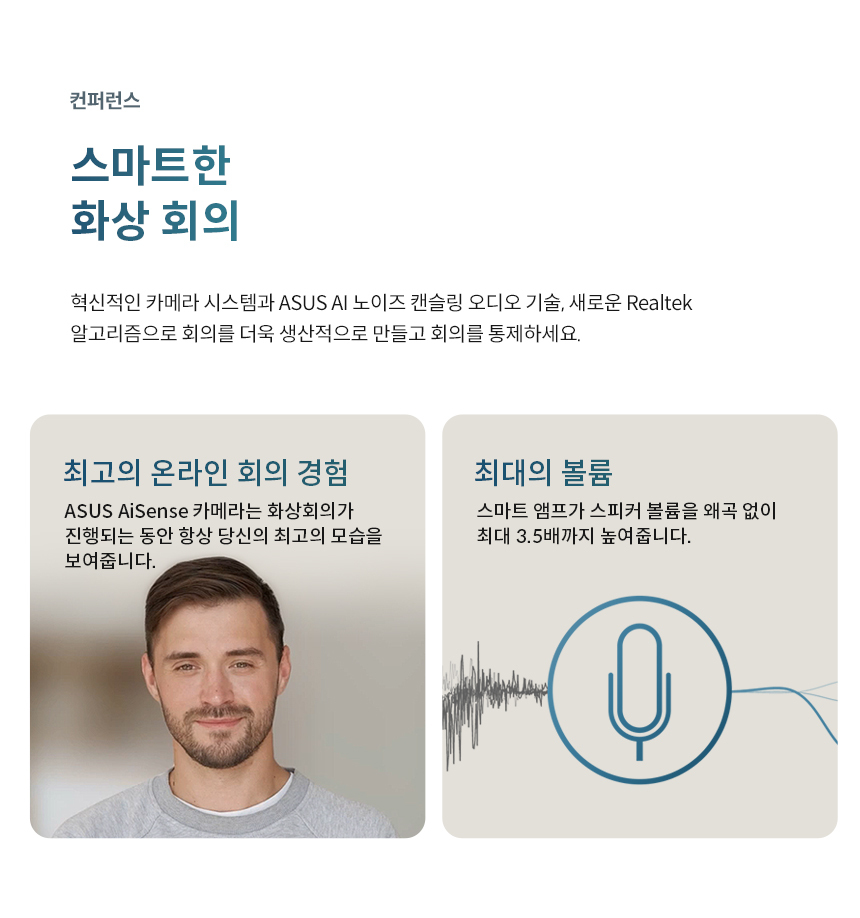 컨퍼런스
스마트한
화상 회의
혁신적인 카메라 시스템과 ASUS AI 노이즈 캔슬링 오디오 기술, 새로운 Realtek
알고리즘으로 회의를 더욱 생산적으로 만들고 회의를 통제하세요.
최고의 온라인 회의 경험
ASUS AiSense 카메라는 화상회의가
진행되는 동안 항상 당신의 최고의 모습을
보여줍니다.
최대의 볼륨
스마트 앰프가 스피커 볼륨을 왜곡 없이
최대 3.5배까지 높여줍니다.